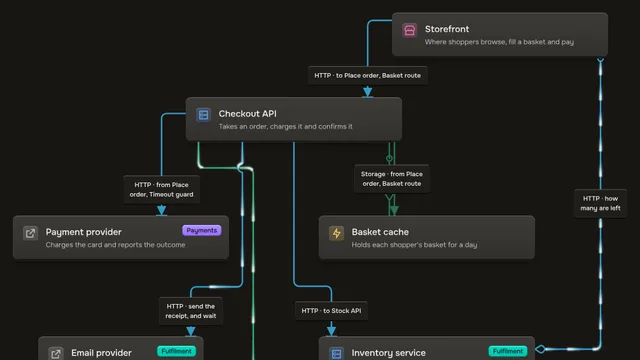 Storefront
Where shoppers browse, fill a basket and pay
HTTP · to Place order, Basket route
Checkout API
Takes an order, charges it and confirms it
HTTP · from Place
order, Timeout guard
Storage · from Place
order, Basket route
HTTP · how
many are left
Payment provider
Payments
Charges the card and reports the outcome
Basket cache
Holds each shopper's basket for a day
HTTP · send the
receipt, and wait
HTTP · to Stock API
Email provider
Fulfilment
Inventory service
Fulfilment